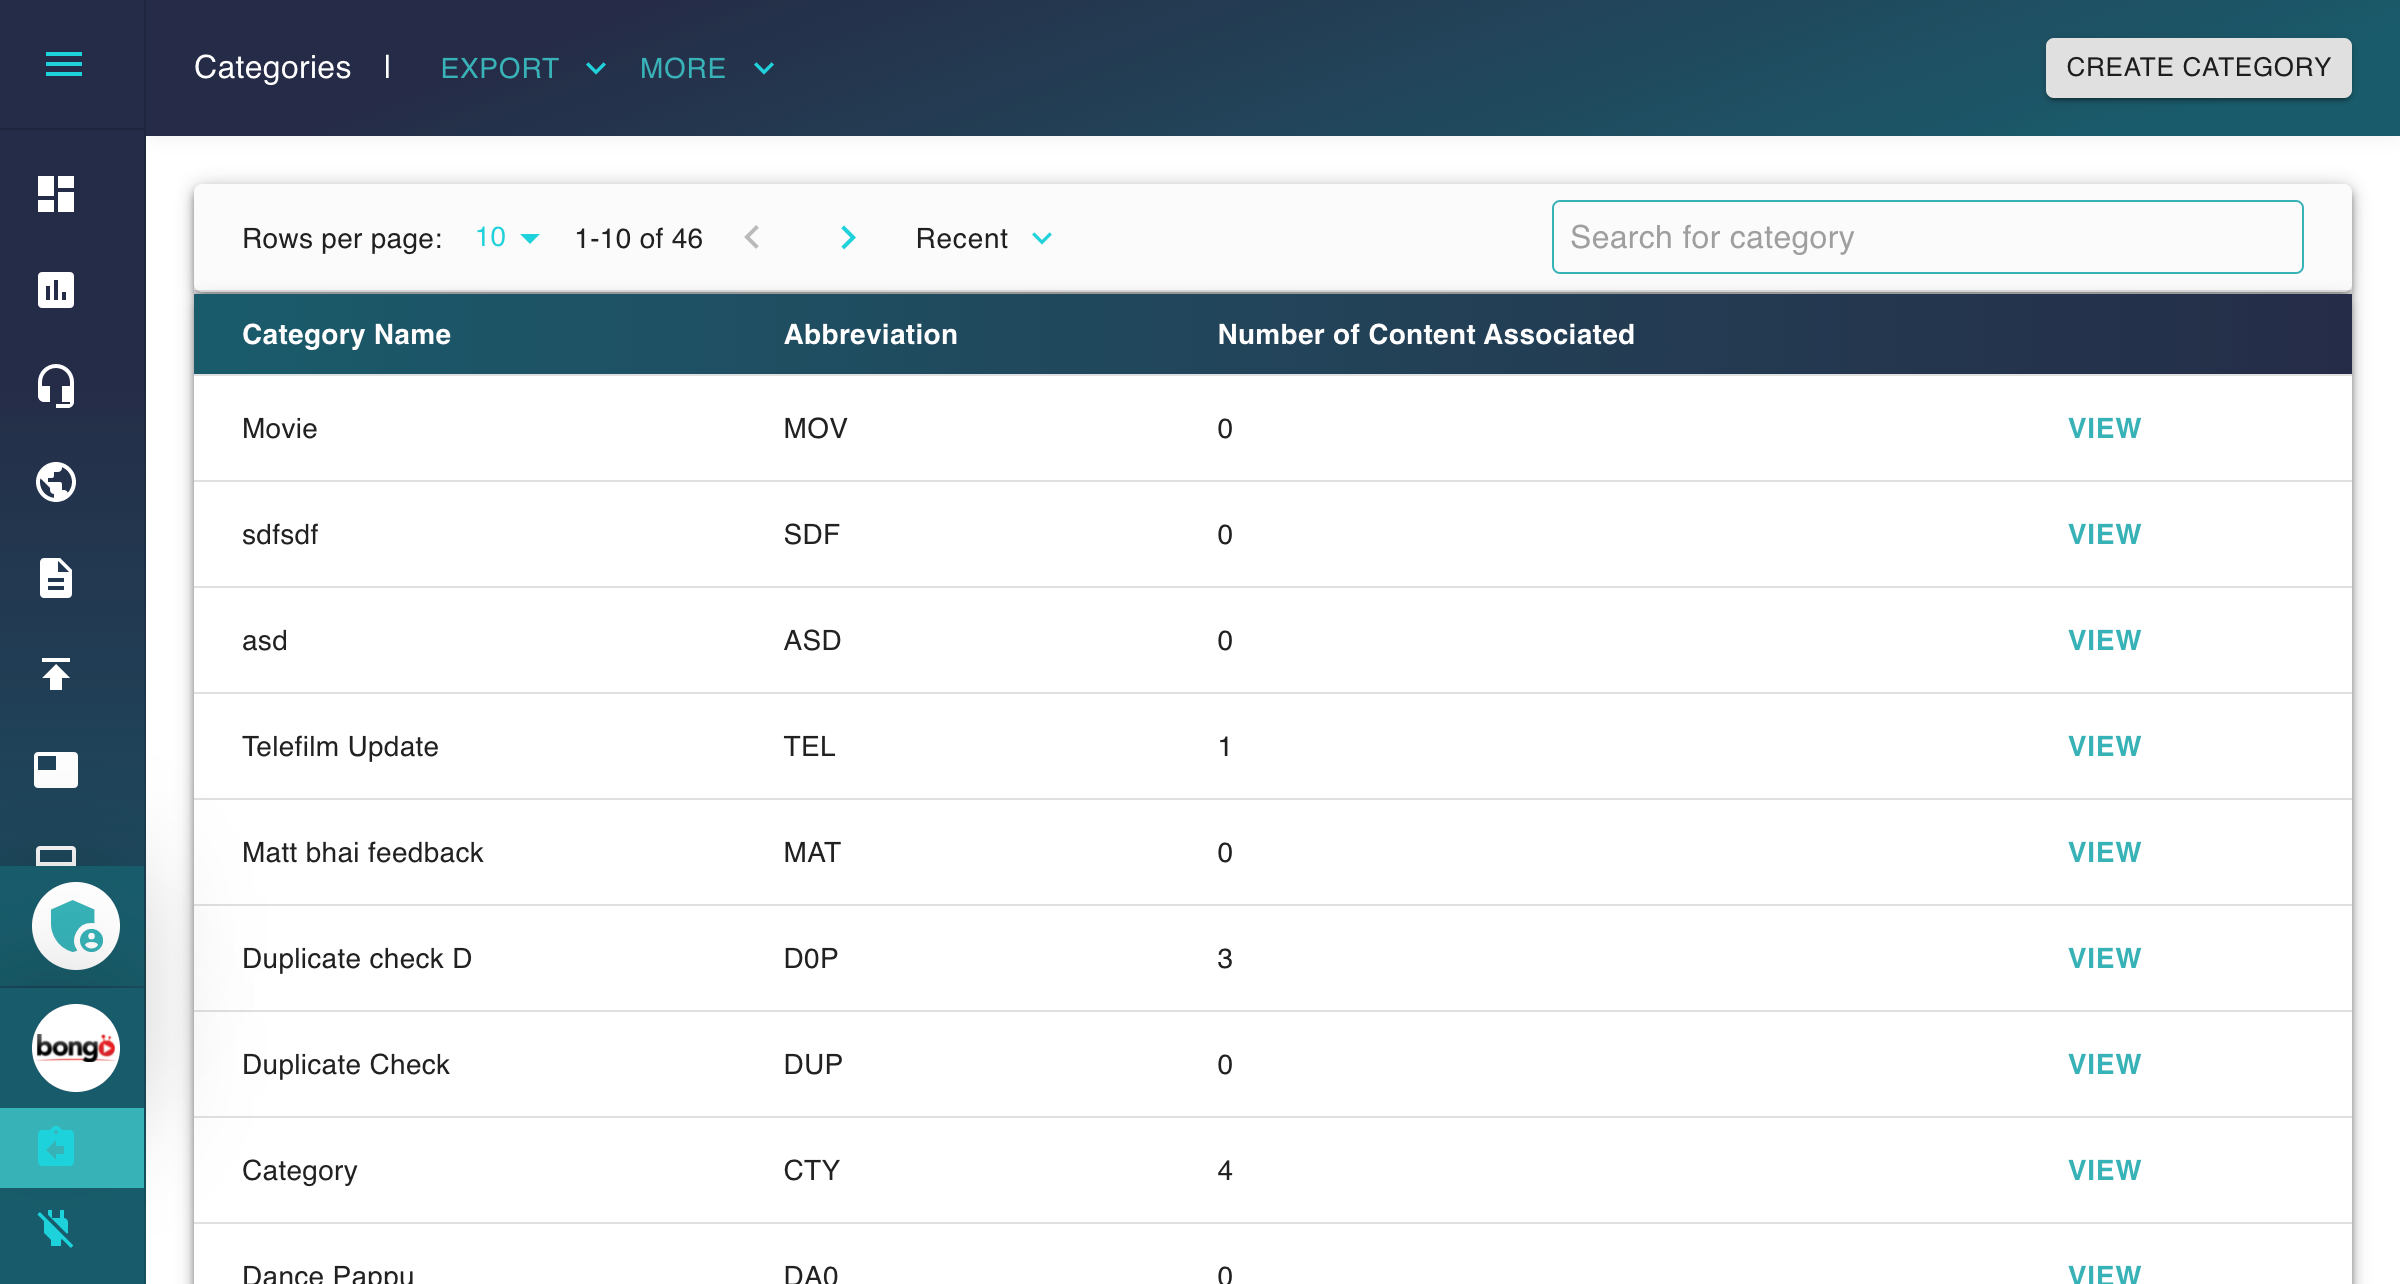 Categories | EXPORT MORE CREATE CATEGORY
Rows per page: 10 1-10 of 46 Recent Search for category
Category Name Abbreviation Number of Content Associated
Movie MOV 0 VIEW
sdfsdf SDF 0 VIEW
asd ASD 0 VIEW
Telefilm Update TEL 1 VIEW
Matt bhai feedback MAT 0 VIEW
Duplicate check D D0P 3 VIEW
bongo
Duplicate Check DUP 0 VIEW
Category CTY 4 VIEW
Dance Pappu DA0 0 VIEW